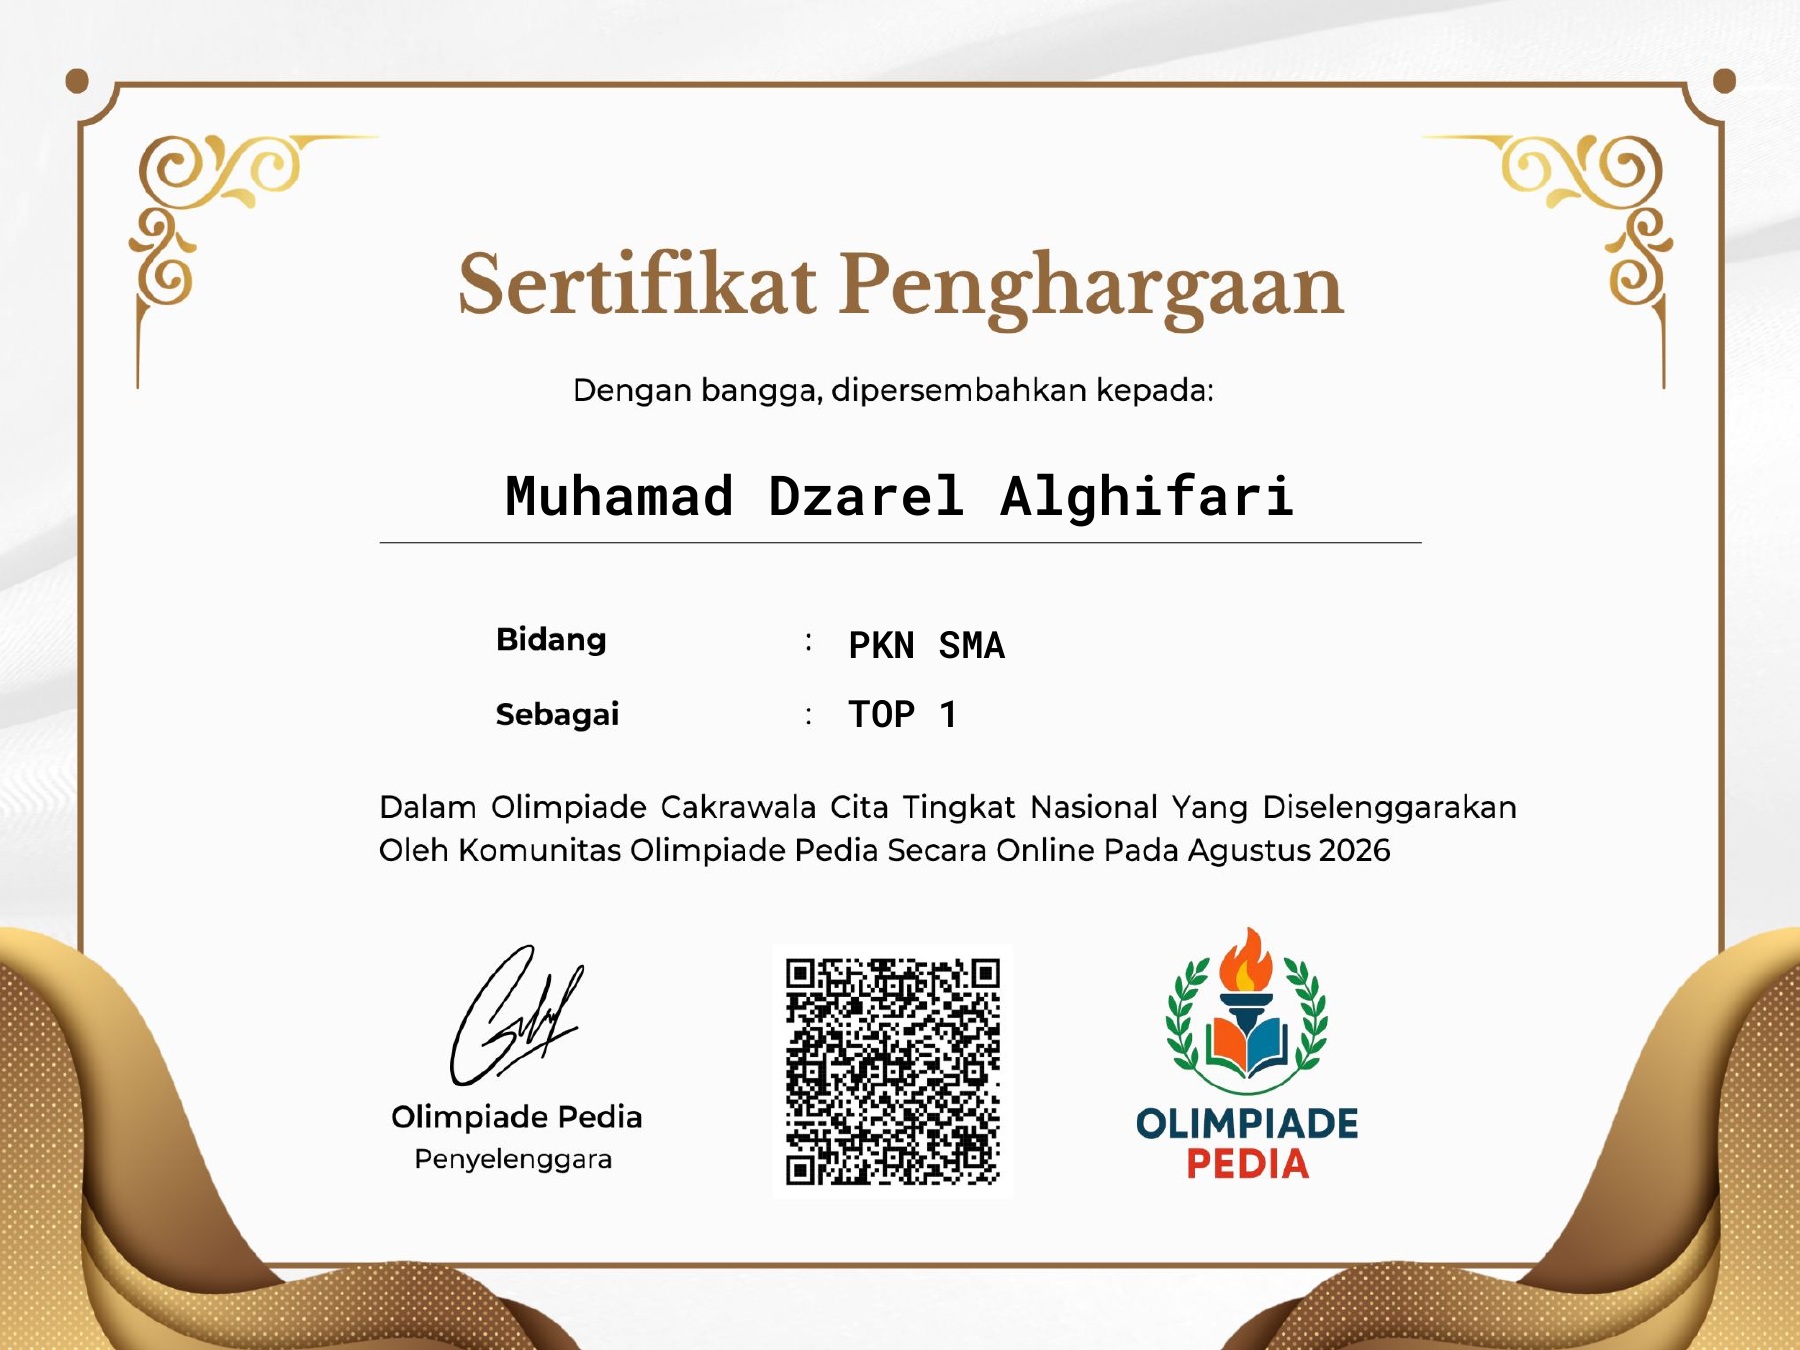 Sertifikat Penghargaan
Dengan bangga, dipersembahkan kepada:
Muhamad Dzarel Alghifari
Bidang : PKN SMA
Sebagai : TOP 1
Dalam Olimpiade Cakrawala Cita Tingkat Nasional Yang Diselenggarakan
Oleh Komunitas Olimpiade Pedia Secara Online Pada Agustus 2026
Olimpiade Pedia
Penyelenggara
OLIMPIADE
PEDIA